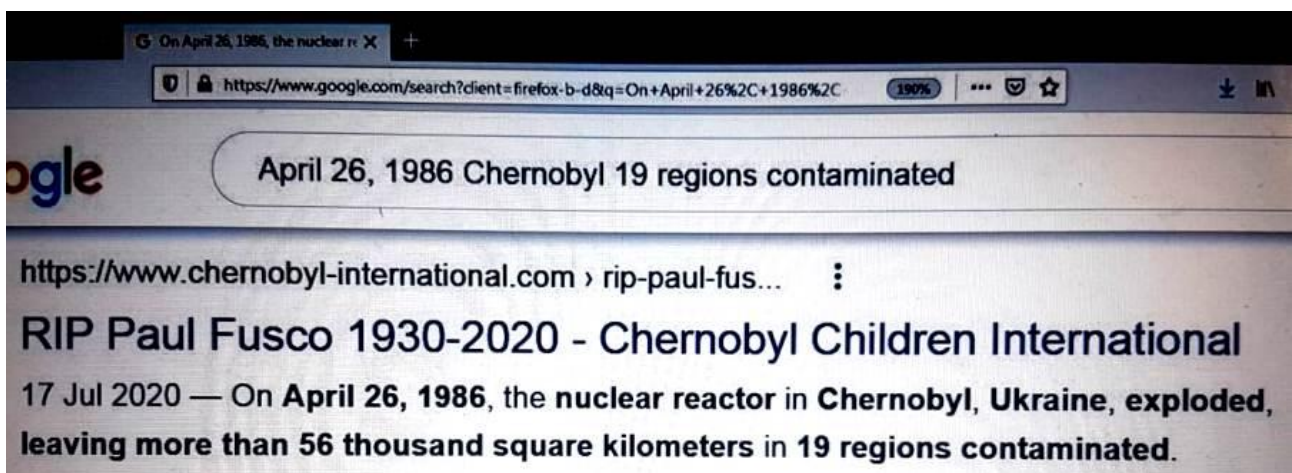 G On April 26, 1986, the nuclear re
https://www.google.com/search?client=firefox-b-d&q=On+April+26%2C+1986%2C 190%
ogle April 26, 1986 Chernobyl 19 regions contaminated
https://www.chernobyl-international.com › rip-paul-fus...
RIP Paul Fusco 1930-2020 - Chernobyl Children International
17 Jul 2020 — On April 26, 1986, the nuclear reactor in Chernobyl, Ukraine, exploded,
leaving more than 56 thousand square kilometers in 19 regions contaminated.